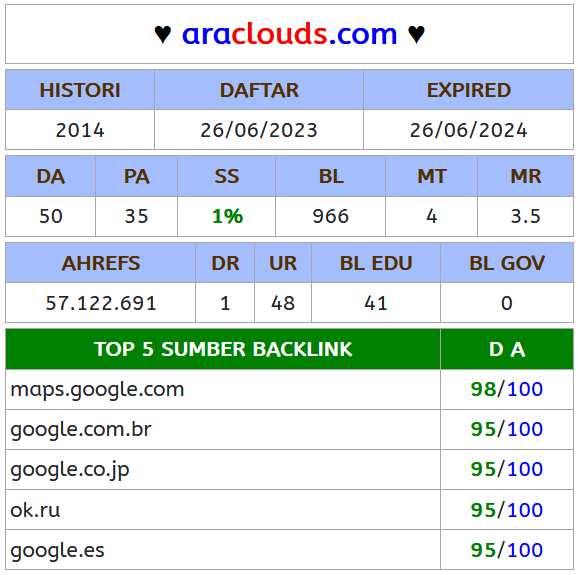 ♥ araclouds.com ♥
HISTORI DAFTAR EXPIRED
2014 26/06/2023 26/06/2024
DA PA SS BL MT MR
50 35 1% 966 4 3.5
AHREFS DR UR BL EDU BL GOV
57.122.691 1 48 41 0
TOP 5 SUMBER BACKLINK D A
maps.google.com 98/100
google.com.br 95/100
google.co.jp 95/100
ok.ru 95/100
google.es 95/100